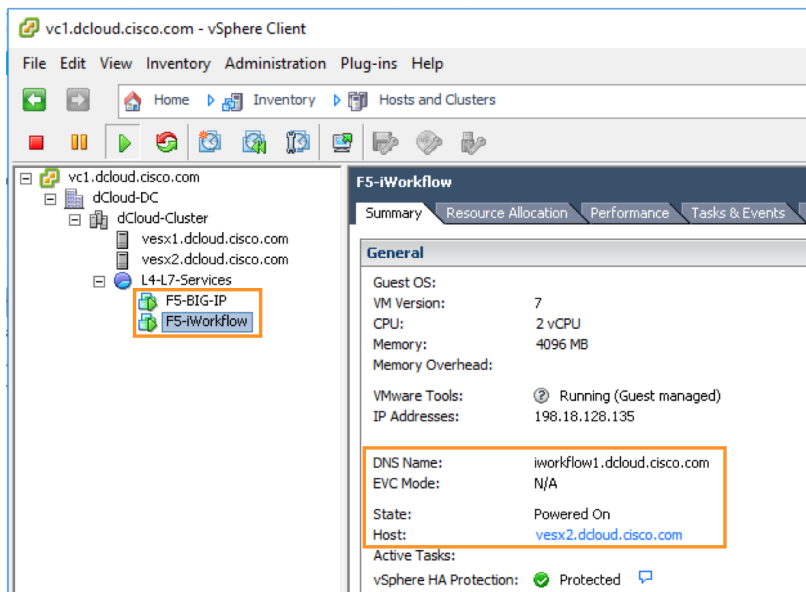 vc1.dcloud.cisco.com - vSphere Client
File Edit View Inventory Administration Plug-ins Help
Home Inventory Hosts and Clusters
vc1.dcloud.cisco.com
dCloud-DC
dCloud-Cluster
vesx1.dcloud.cisco.com
vesx2.dcloud.cisco.com
L4-L7-Services
F5-BIG-IP
F5-iWorkflow
F5-iWorkflow
Summary Resource Allocation Performance Tasks & Events
General
Guest OS:
VM Version: 7
CPU: 2 vCPU
Memory: 4096 MB
Memory Overhead:
VMware Tools: Running (Guest managed)
IP Addresses: 198.18.128.135
DNS Name: iworkflow1.dcloud.cisco.com
EVC Mode: N/A
State: Powered On
Host: vesx2.dcloud.cisco.com
Active Tasks:
vSphere HA Protection: Protected